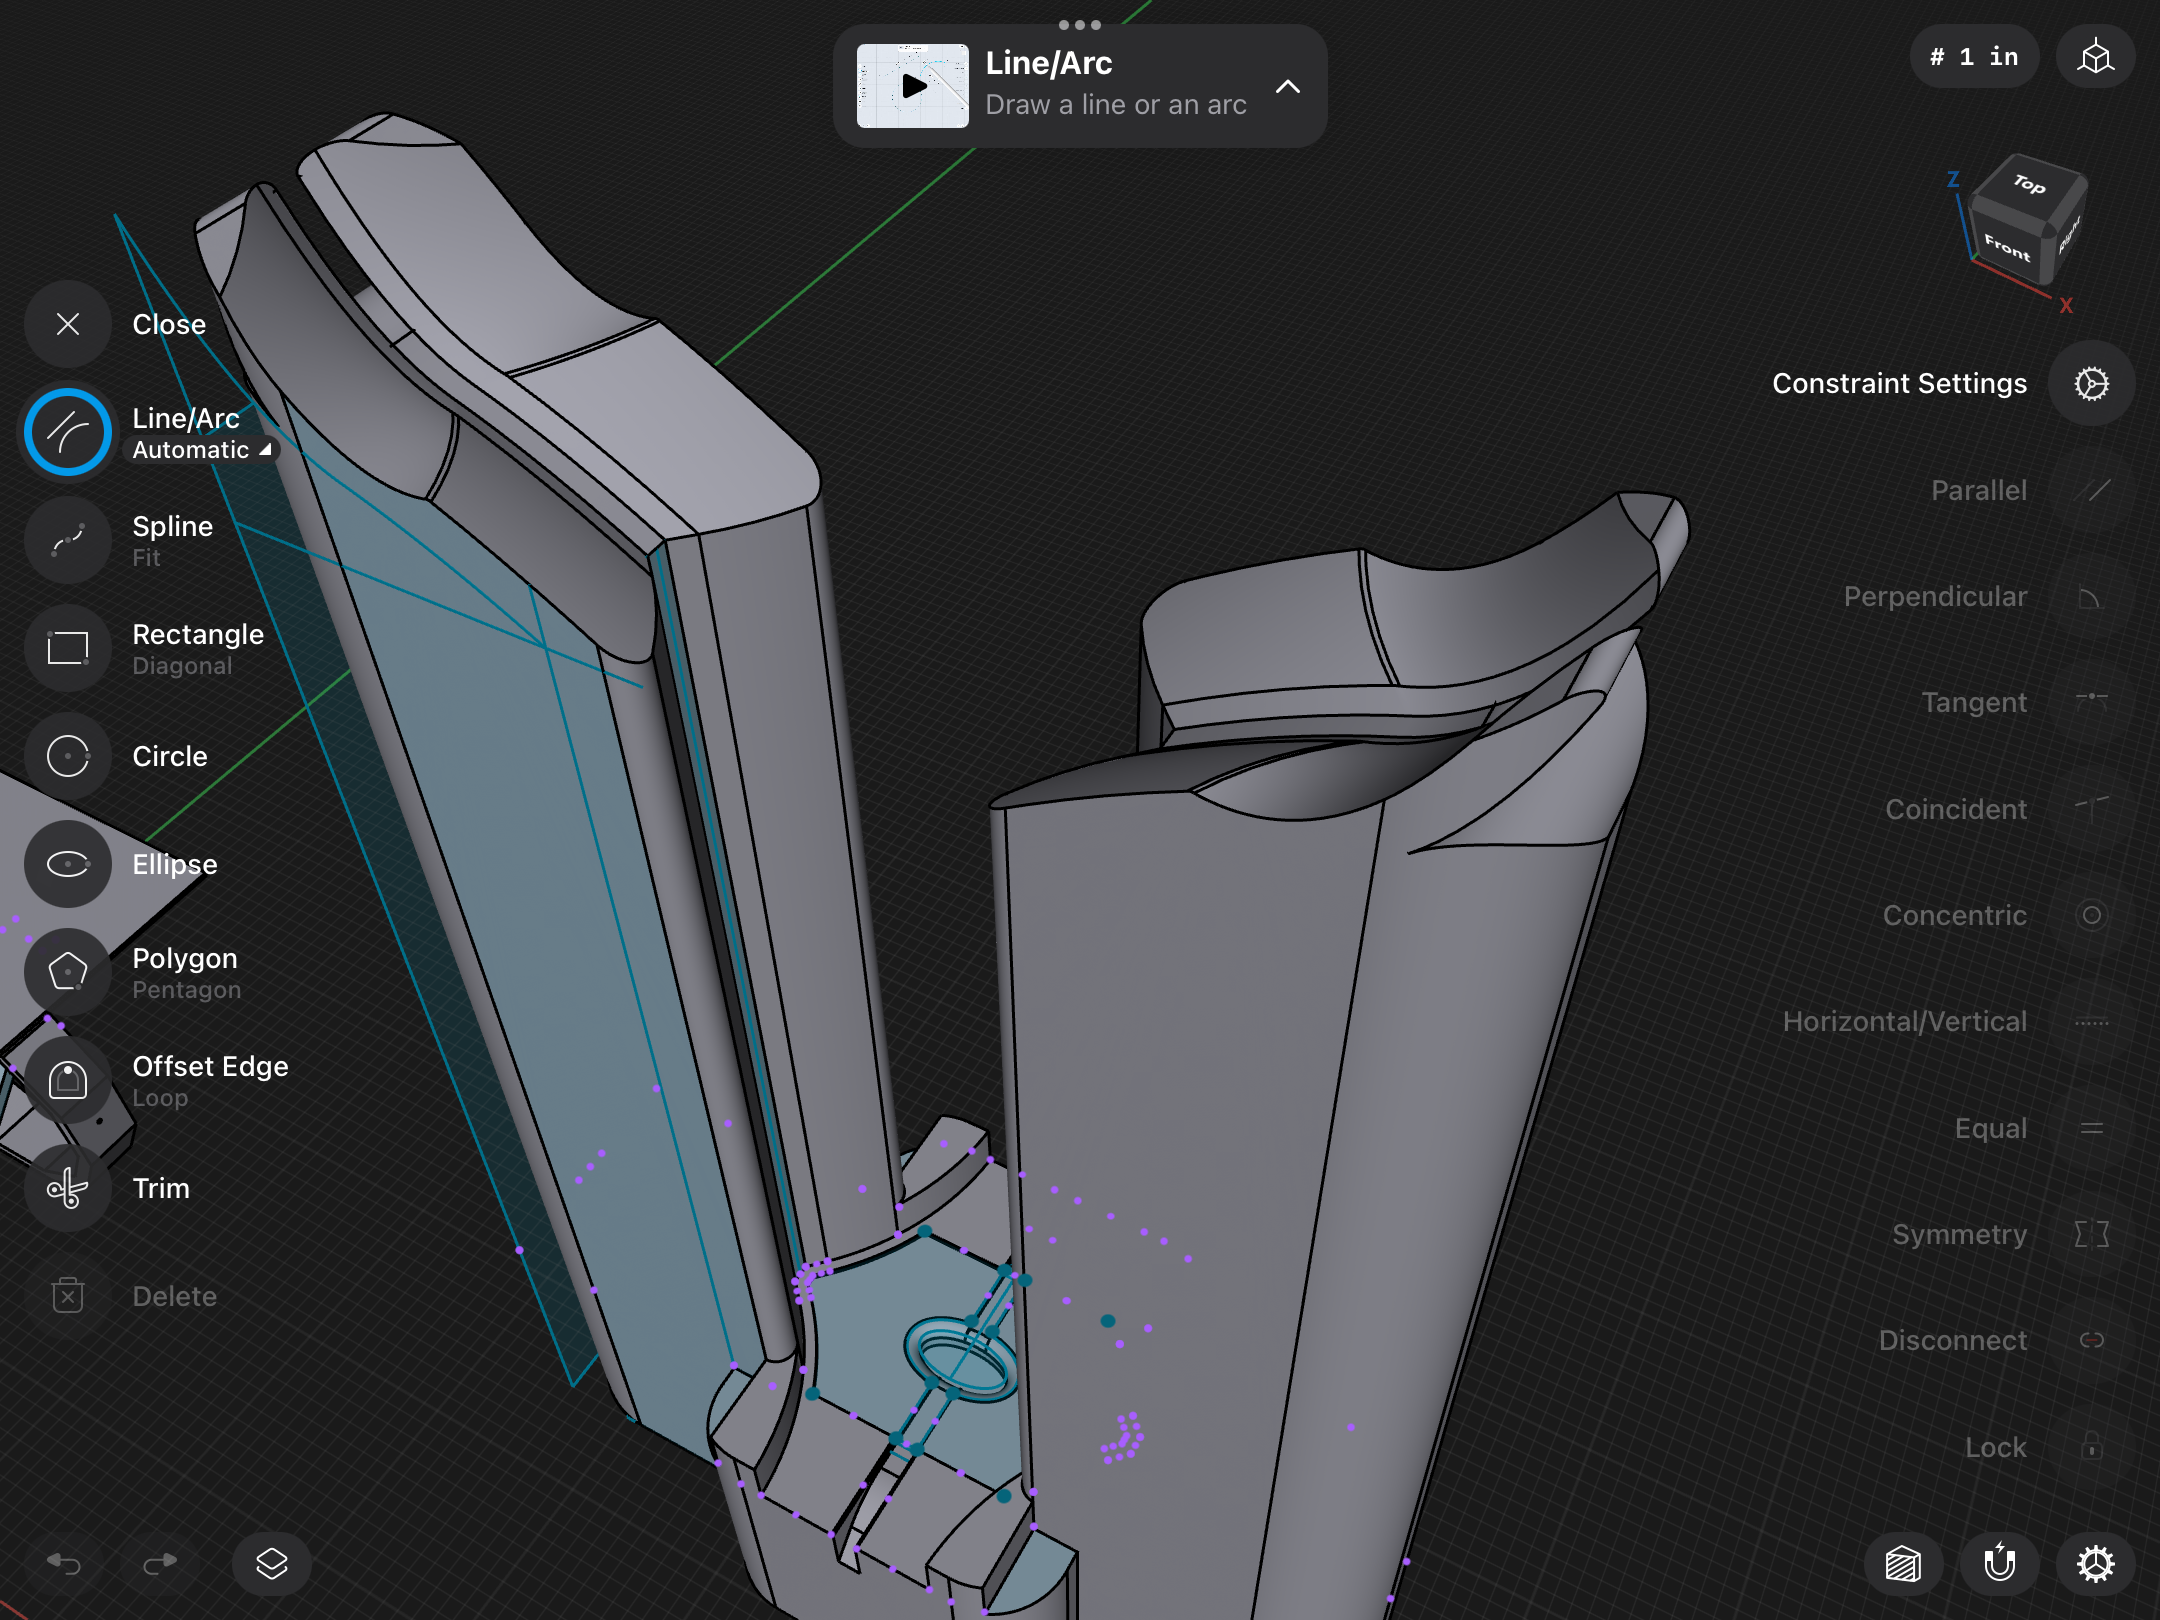 Line/Arc
Draw a line or an arc
# 1 in
Top
Front
Right
Z
X
Close
Line/Arc
Automatic
Spline
Fit
Rectangle
Diagonal
Circle
Ellipse
Polygon
Pentagon
Offset Edge
Loop
Trim
Delete
Constraint Settings
Parallel
Perpendicular
Tangent
Coincident
Concentric
Horizontal/Vertical
Equal
Symmetry
Disconnect
Lock